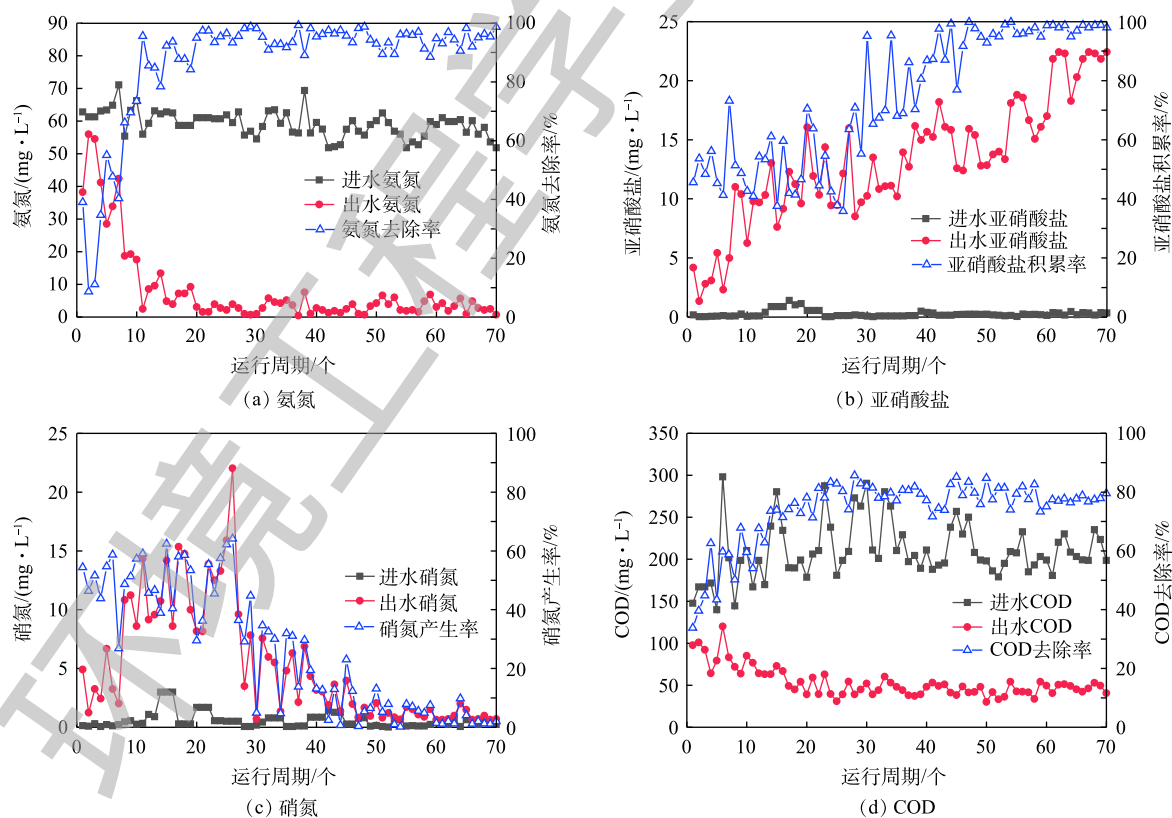 90
80
70
60
50
40
30
20
10
0
氨氮/(mg·L⁻¹)
100
80
60
40
20
0
氨氮去除率/%
进水氨氮
出水氨氮
氨氮去除率
0 10 20 30 40 50 60 70
运行周期/个
(a) 氨氮
25
20
15
10
5
0
亚硝酸盐/(mg·L⁻¹)
100
80
60
40
20
0
亚硝酸盐积累率/%
进水亚硝酸盐
出水亚硝酸盐
亚硝酸盐积累率
0 10 20 30 40 50 60 70
运行周期/个
(b) 亚硝酸盐
25
20
15
10
5
0
硝氮/(mg·L⁻¹)
100
80
60
40
20
0
硝氮产生率/%
进水硝氮
出水硝氮
硝氮产生率
0 10 20 30 40 50 60 70
运行周期/个
(c) 硝氮
350
300
250
200
150
100
50
0
COD/(mg·L⁻¹)
100
80
60
40
20
0
COD去除率/%
进水COD
出水COD
COD去除率
0 10 20 30 40 50 60 70
运行周期/个
(d) COD
环境工程学